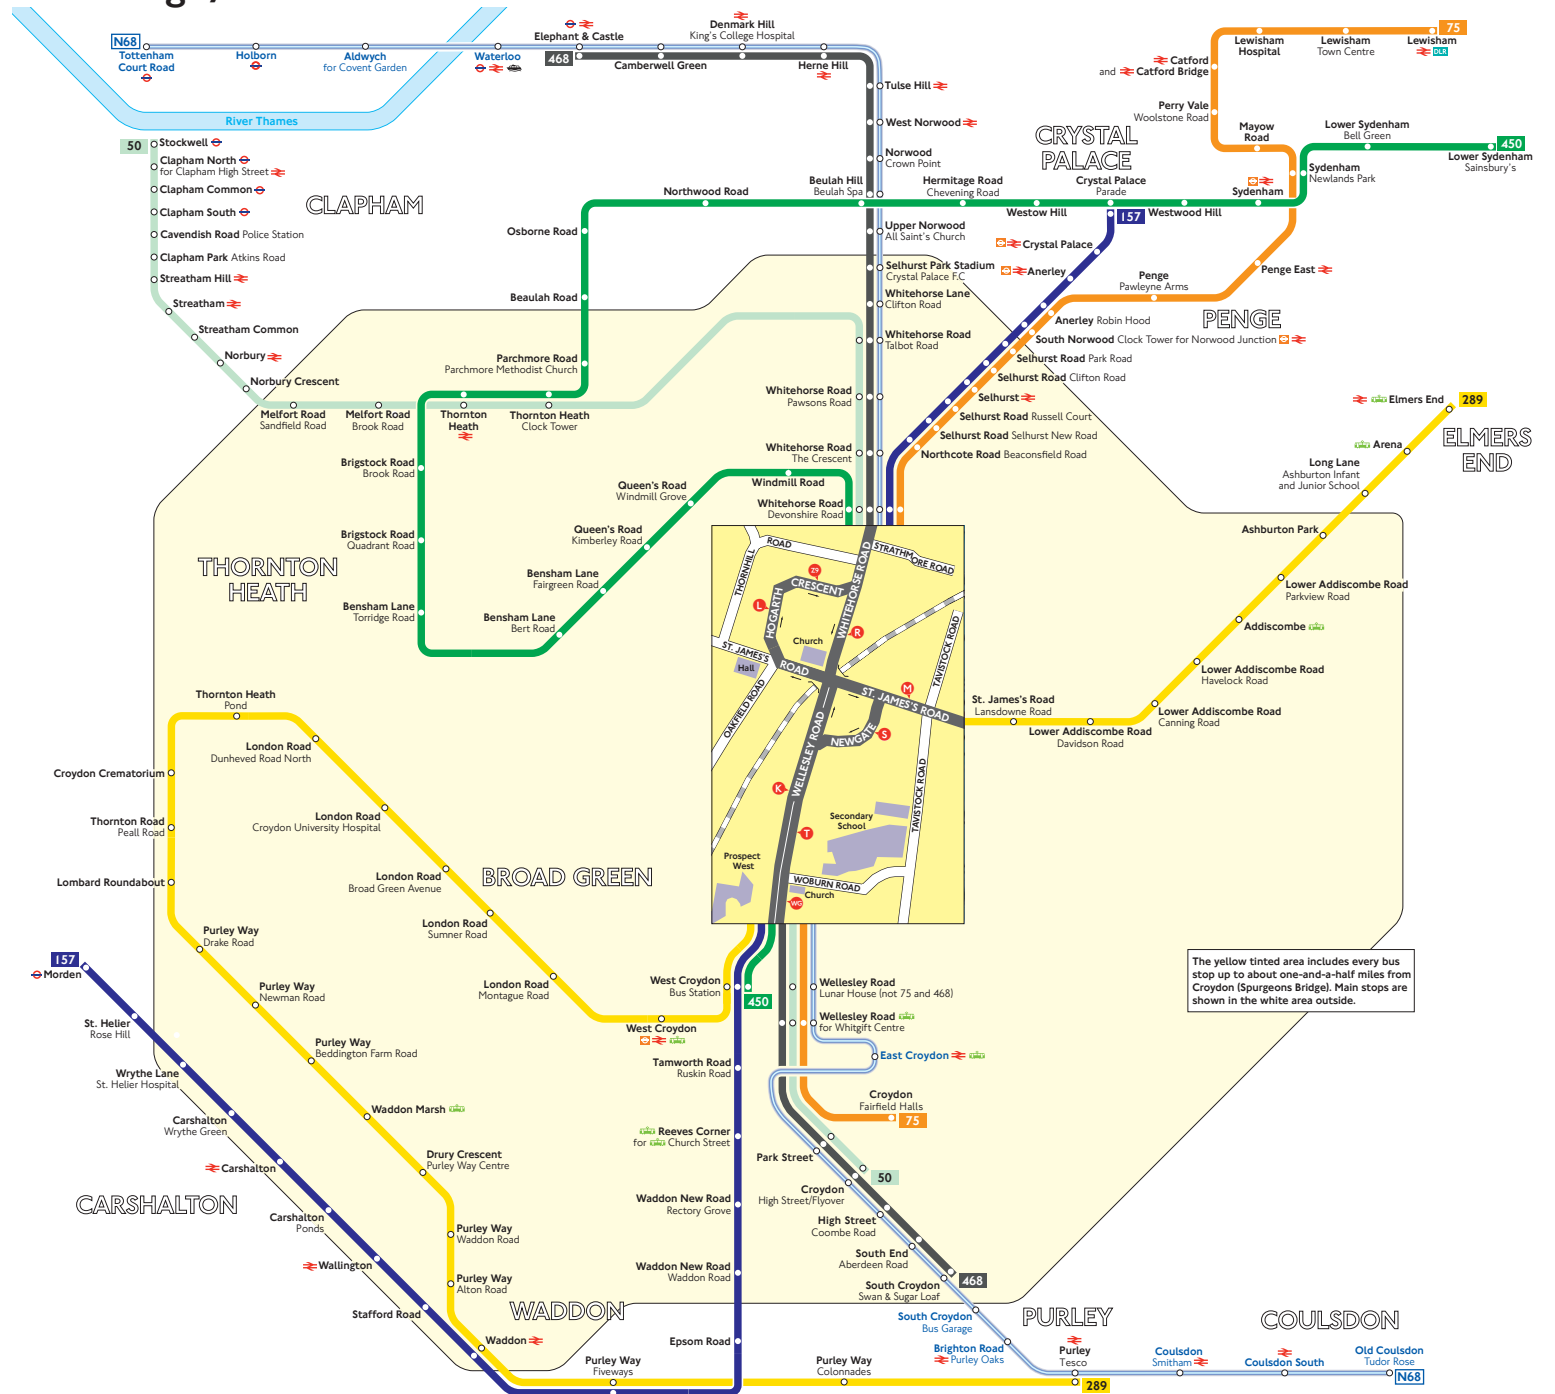 N68
Tottenham
Court Road
Holborn
Aldwych
for Covent Garden
Waterloo
Elephant & Castle
468
Camberwell Green
Denmark Hill
King's College Hospital
Herne Hill
Tulse Hill
West Norwood
Norwood
Crown Point
Beulah Hill
Beulah Spa
Upper Norwood
All Saint's Church
Selhurst Park Stadium
Crystal Palace F.C
Whitehorse Lane
Clifton Road
Whitehorse Road
Talbot Road
Whitehorse Road
Pawsons Road
Whitehorse Road
The Crescent
Windmill Road
Whitehorse Road
Devonshire Road
75
Lewisham
Hospital
Lewisham
Town Centre
Lewisham
DLR
Catford
and Catford Bridge
Perry Vale
Woolstone Road
Mayow
Road
Lower Sydenham
Bell Green
450
Lower Sydenham
Sainsbury's
Sydenham
Newlands Park
Sydenham
CRYSTAL
PALACE
River Thames
50
Stockwell
Clapham North
for Clapham High Street
Clapham Common
Clapham South
Cavendish Road Police Station
Clapham Park Atkins Road
Streatham Hill
Streatham
Streatham Common
Norbury
Norbury Crescent
CLAPHAM
Northwood Road
Hermitage Road
Chevening Road
Westow Hill
Crystal Palace
Parade
Westwood Hill
157
Crystal Palace
Anerley
Penge
Pawleyne Arms
Penge East
PENGE
Osborne Road
Beaulah Road
Parchmore Road
Parchmore Methodist Church
Melfort Road
Sandfield Road
Melfort Road
Brook Road
Thornton
Heath
Thornton Heath
Clock Tower
Anerley Robin Hood
South Norwood Clock Tower for Norwood Junction
Selhurst Road Park Road
Selhurst Road Clifton Road
Selhurst
Selhurst Road Russell Court
Selhurst Road Selhurst New Road
Northcote Road Beaconsfield Road
Elmers End
289
ELMERS
END
Arena
Long Lane
Ashburton Infant
and Junior School
Ashburton Park
Lower Addiscombe Road
Parkview Road
Addiscombe
Lower Addiscombe Road
Havelock Road
Lower Addiscombe Road
Canning Road
Lower Addiscombe Road
Davidson Road
St. James's Road
Lansdowne Road
Brigstock Road
Brook Road
Brigstock Road
Quadrant Road
Bensham Lane
Torridge Road
Bensham Lane
Bert Road
Bensham Lane
Fairgreen Road
Queen's Road
Kimberley Road
Queen's Road
Windmill Grove
THORNTON
HEATH
THORNHILL
ROAD
STRATHMORE ROAD
HOGARTH
CRESCENT
WHITEHORSE ROAD
Z9
L
R
Church
ST. JAMES'S
ROAD
Hall
OAKFIELD ROAD
M
ST. JAMES'S ROAD
TAVISTOCK ROAD
NEWGATE
S
WELLESLEY ROAD
K
T
Secondary
School
TAVISTOCK ROAD
Prospect
West
WOBURN ROAD
Church
WG
Thornton Heath
Pond
London Road
Dunheved Road North
London Road
Croydon University Hospital
London Road
Broad Green Avenue
London Road
Sumner Road
London Road
Montague Road
BROAD GREEN
West Croydon
West Croydon
Bus Station
450
Croydon Crematorium
Thornton Road
Peall Road
Lombard Roundabout
Purley Way
Drake Road
Purley Way
Newman Road
Purley Way
Beddington Farm Road
Waddon Marsh
Drury Crescent
Purley Way Centre
Purley Way
Waddon Road
Purley Way
Alton Road
WADDON
Waddon
157
Morden
St. Helier
Rose Hill
Wrythe Lane
St. Helier Hospital
Carshalton
Wrythe Green
Carshalton
Carshalton
Ponds
Wallington
Stafford Road
CARSHALTON
Purley Way
Fiveways
Purley Way
Colonnades
Tamworth Road
Ruskin Road
Reeves Corner
for Church Street
Waddon New Road
Rectory Grove
Waddon New Road
Waddon Road
Epsom Road
Wellesley Road
Lunar House (not 75 and 468)
Wellesley Road
for Whitgift Centre
East Croydon
Croydon
Fairfield Halls
75
Park Street
50
Croydon
High Street/Flyover
High Street
Coombe Road
South End
Aberdeen Road
468
South Croydon
Swan & Sugar Loaf
South Croydon
Bus Garage
Brighton Road
Purley Oaks
PURLEY
Purley
Tesco
289
Coulsdon
Smitham
Coulsdon South
COULSDON
Old Coulsdon
Tudor Rose
N68
The yellow tinted area includes every bus
stop up to about one-and-a-half miles from
Croydon (Spurgeons Bridge). Main stops are
shown in the white area outside.